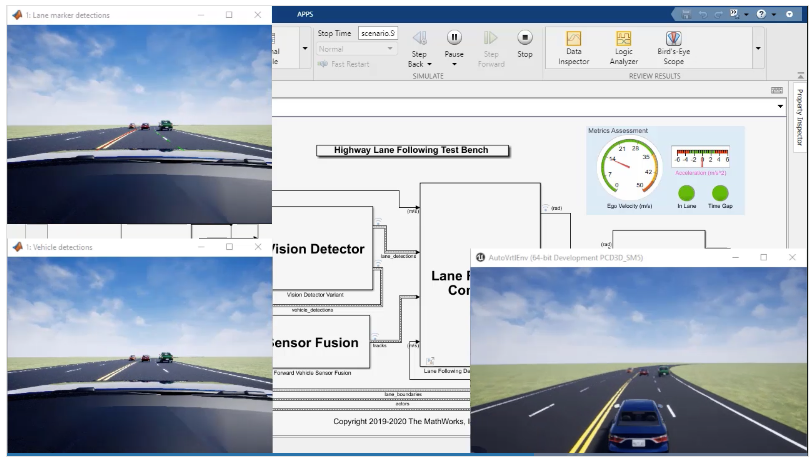 1: Lane marker detections
APPS
Stop Time
scenario.S
Normal
Fast Restart
Step
Back
Pause
Step
Forward
Stop
SIMULATE
Data
Inspector
Logic
Analyzer
Bird's-Eye
Scope
REVIEW RESULTS
Property Inspector
Highway Lane Following Test Bench
Metrics Assessment
0 7 14 21 28 35 42 50
Ego Velocity (m/s)
-6 -4 -2 0 2 4 6
Acceleration (m/s^2)
In Lane
Time Gap
1: Vehicle detections
Vision Detector
Vision Detector Variant
lane_detections
vehicle_detections
Sensor Fusion
Forward Vehicle Sensor Fusion
tracks
(m/s)
(m/s)
(rad)
(rad)
Lane F
Con
Lane Following De
lane_boundaries
actors
Copyright 2019-2020 The MathWorks, I
AutoVrtlEnv (64-bit Development PCD3D_SM5)